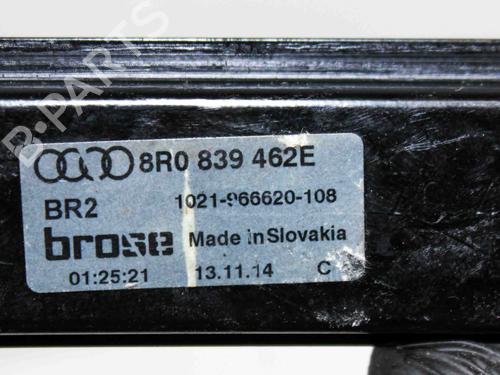 B-PARTS
8R0 839 462E
BR2 1021-966620-108
brose Made in Slovakia
01:25:21 13.11.14 C